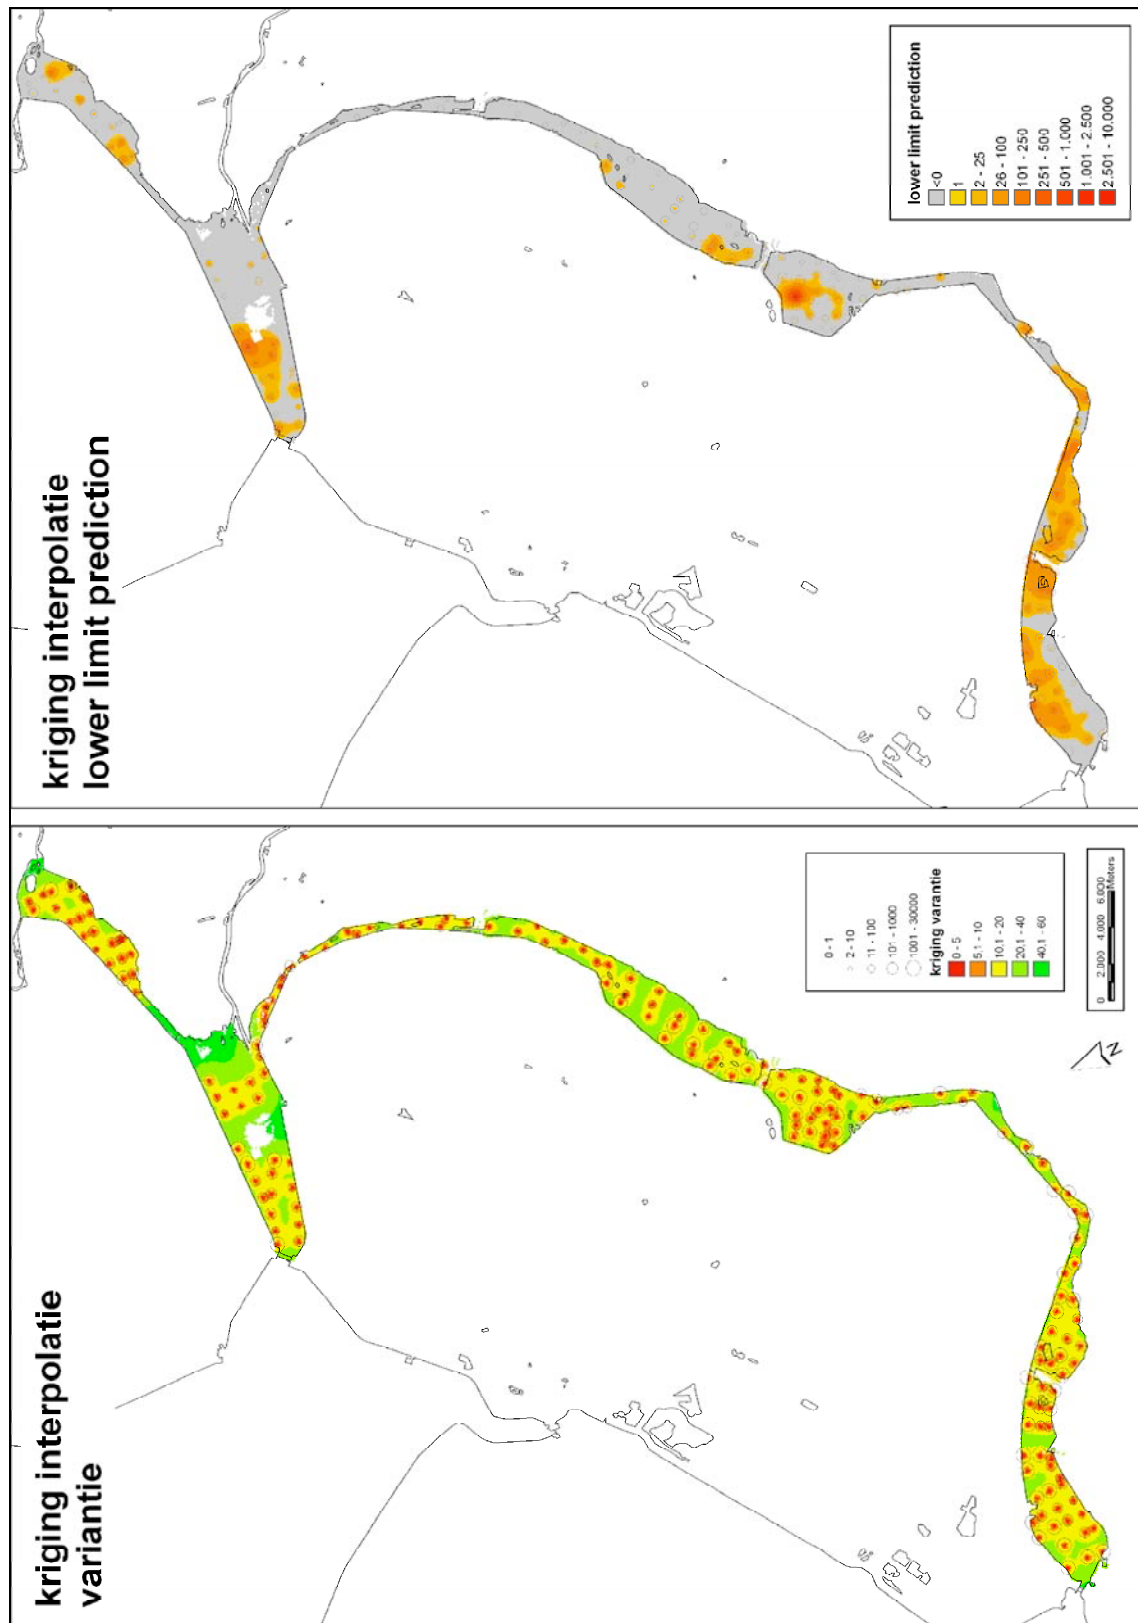 kriging interpolatie
variantie
0 - 1
2 - 10
11 - 100
101 - 1000
1001 - 30000
kriging varantie
0 - 5
5,1 - 10
10,1 - 20
20,1 - 40
40,1 - 60
0 2.000 4.000 6.000
Meters
N
kriging interpolatie
lower limit prediction
lower limit prediction
<0
1
2 - 25
26 - 100
101 - 250
251 - 500
501 - 1.000
1.001 - 2.500
2.501 - 10.000